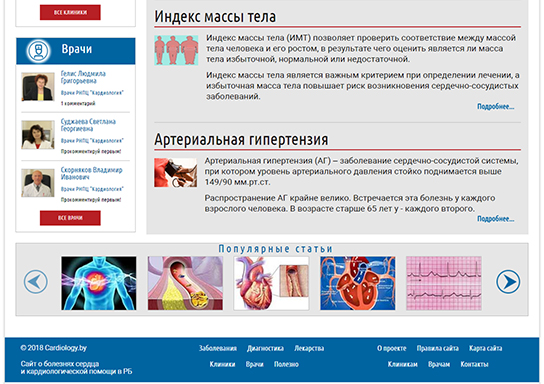 ВСЕ КЛИНИКИ
Врачи
Гелис Людмила
Григорьевна
Врачи РНПЦ "Кардиология"
1 комментарий
Суджаева Светлана
Георгиевна
Врачи РНПЦ "Кардиология"
Прокомментируй первым!
Скорняков Владимир
Иванович
Врачи РНПЦ "Кардиология"
Прокомментируй первым!
ВСЕ ВРАЧИ
Индекс массы тела
Индекс массы тела (ИМТ) позволяет проверить соответствие между массой
тела человека и его ростом, в результате чего оценить является ли масса
тела избыточной, нормальной или недостаточной.
Индекс массы тела является важным критерием при определении лечении, а
избыточная масса тела повышает риск возникновения сердечно-сосудистых
заболеваний.
Подробнее...
Артериальная гипертензия
Артериальная гипертензия (АГ) – заболевание сердечно-сосудистой системы,
при котором уровень артериального давления стойко поднимается выше
149/90 мм.рт.ст.
Распространение АГ крайне велико. Встречается эта болезнь у каждого
взрослого человека. В возрасте старше 65 лет у - каждого второго.
Подробнее...
Популярные статьи
© 2018 Cardiology.by
Сайт о болезнях сердца
и кардиологической помощи в РБ
Заболевания Диагностика Лекарства
Клиники Врачи Полезно
О проекте Правила сайта Карта сайта
Клиникам Врачам Контакты